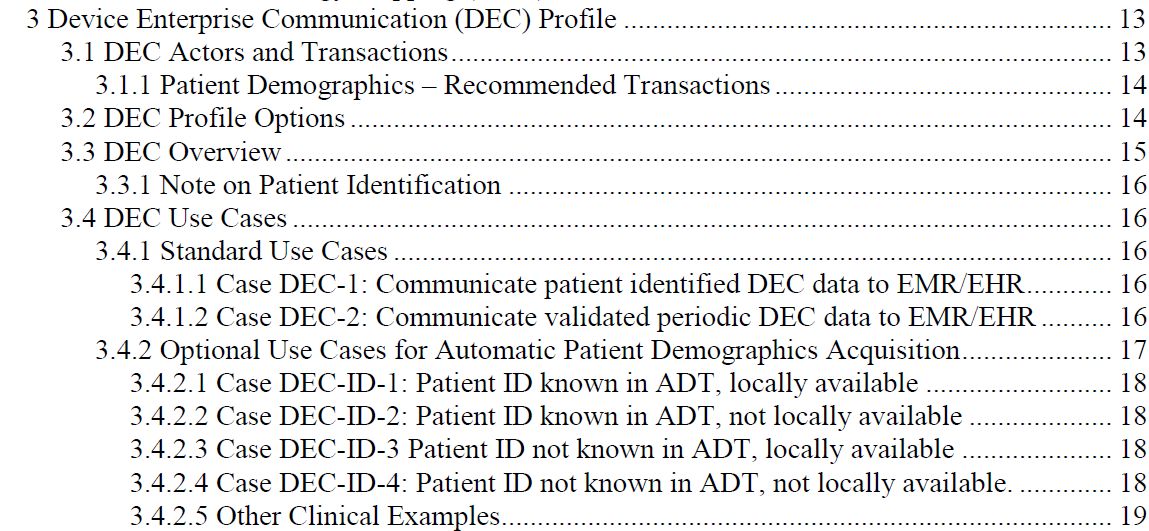 3 Device Enterprise Communication (DEC) Profile ........ 13
3.1 DEC Actors and Transactions ........ 13
3.1.1 Patient Demographics – Recommended Transactions ........ 14
3.2 DEC Profile Options ........ 14
3.3 DEC Overview ........ 15
3.3.1 Note on Patient Identification ........ 16
3.4 DEC Use Cases ........ 16
3.4.1 Standard Use Cases ........ 16
3.4.1.1 Case DEC-1: Communicate patient identified DEC data to EMR/EHR ........ 16
3.4.1.2 Case DEC-2: Communicate validated periodic DEC data to EMR/EHR ........ 16
3.4.2 Optional Use Cases for Automatic Patient Demographics Acquisition ........ 17
3.4.2.1 Case DEC-ID-1: Patient ID known in ADT, locally available ........ 18
3.4.2.2 Case DEC-ID-2: Patient ID known in ADT, not locally available ........ 18
3.4.2.3 Case DEC-ID-3 Patient ID not known in ADT, locally available ........ 18
3.4.2.4 Case DEC-ID-4: Patient ID not known in ADT, not locally available. ........ 18
3.4.2.5 Other Clinical Examples ........ 19